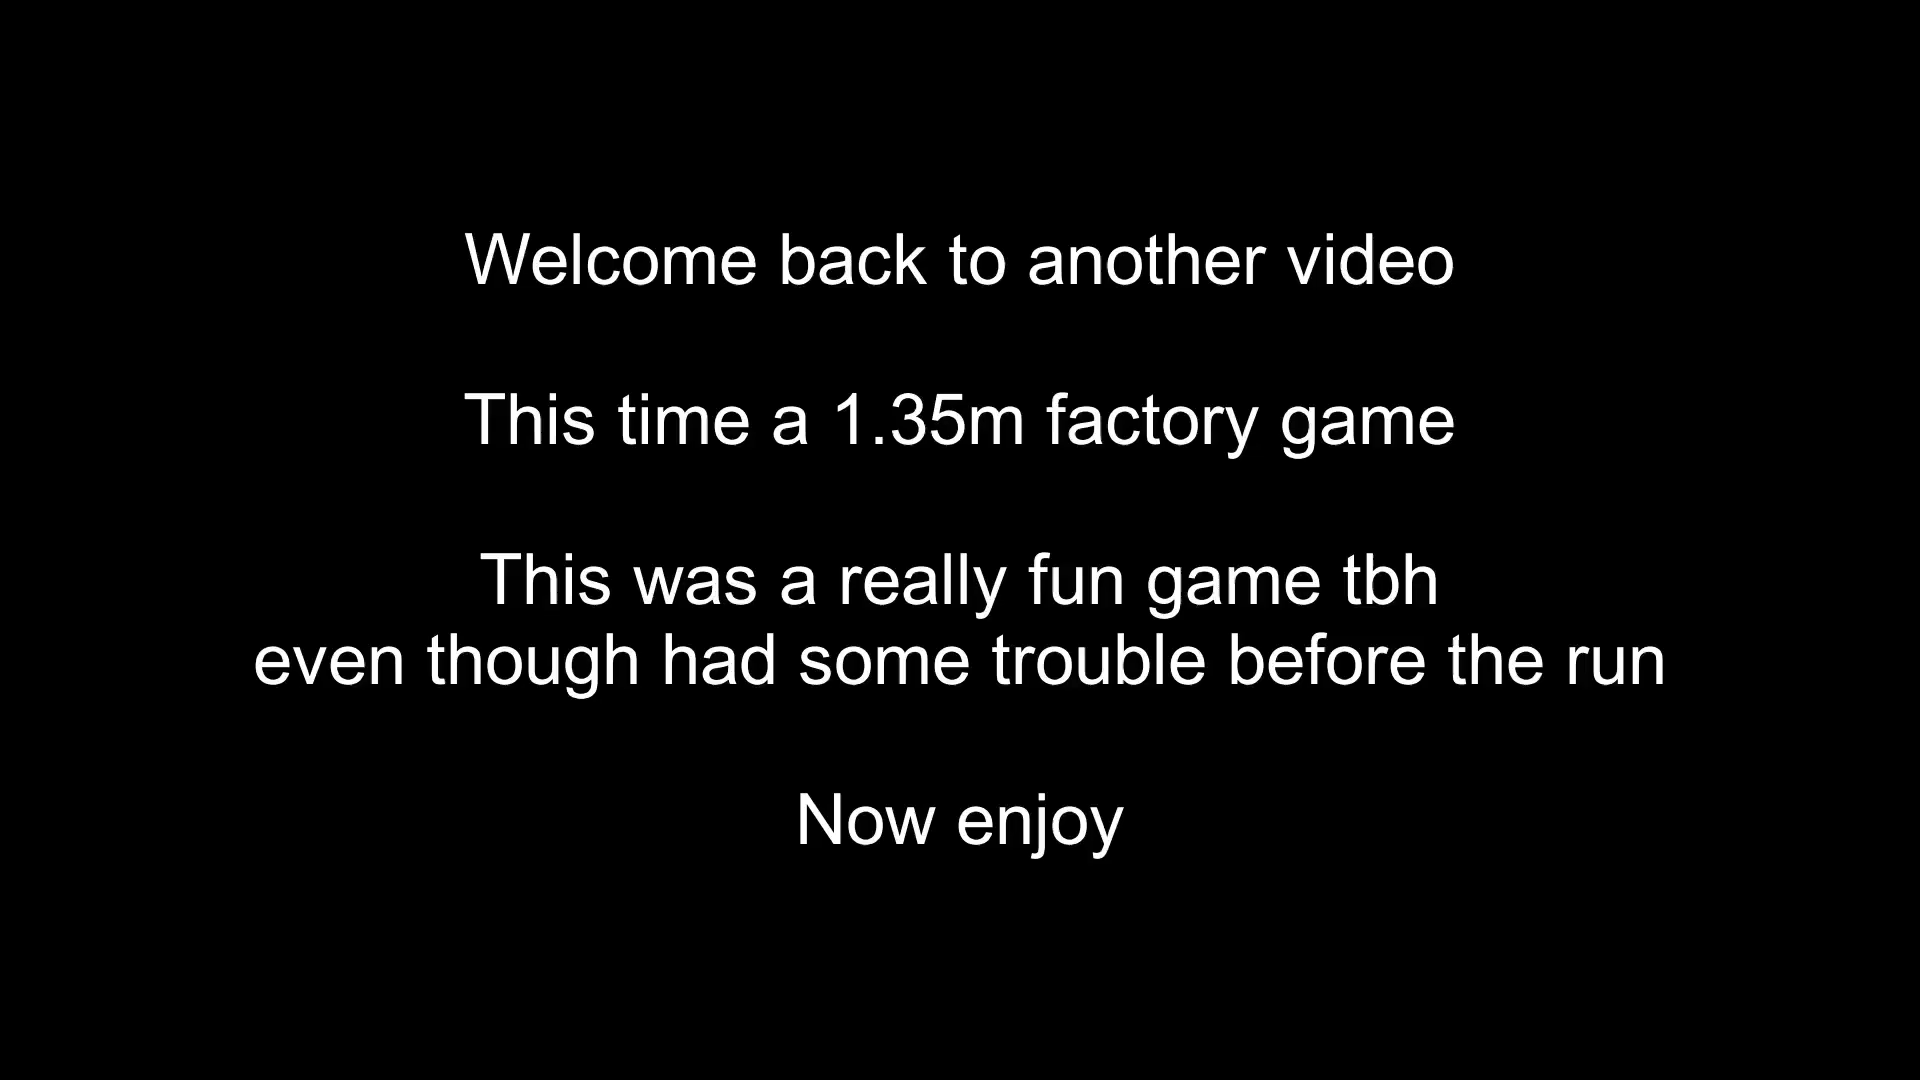 Welcome back to another video
This time a 1.35m factory game
This was a really fun game tbh
even though had some trouble before the run
Now enjoy